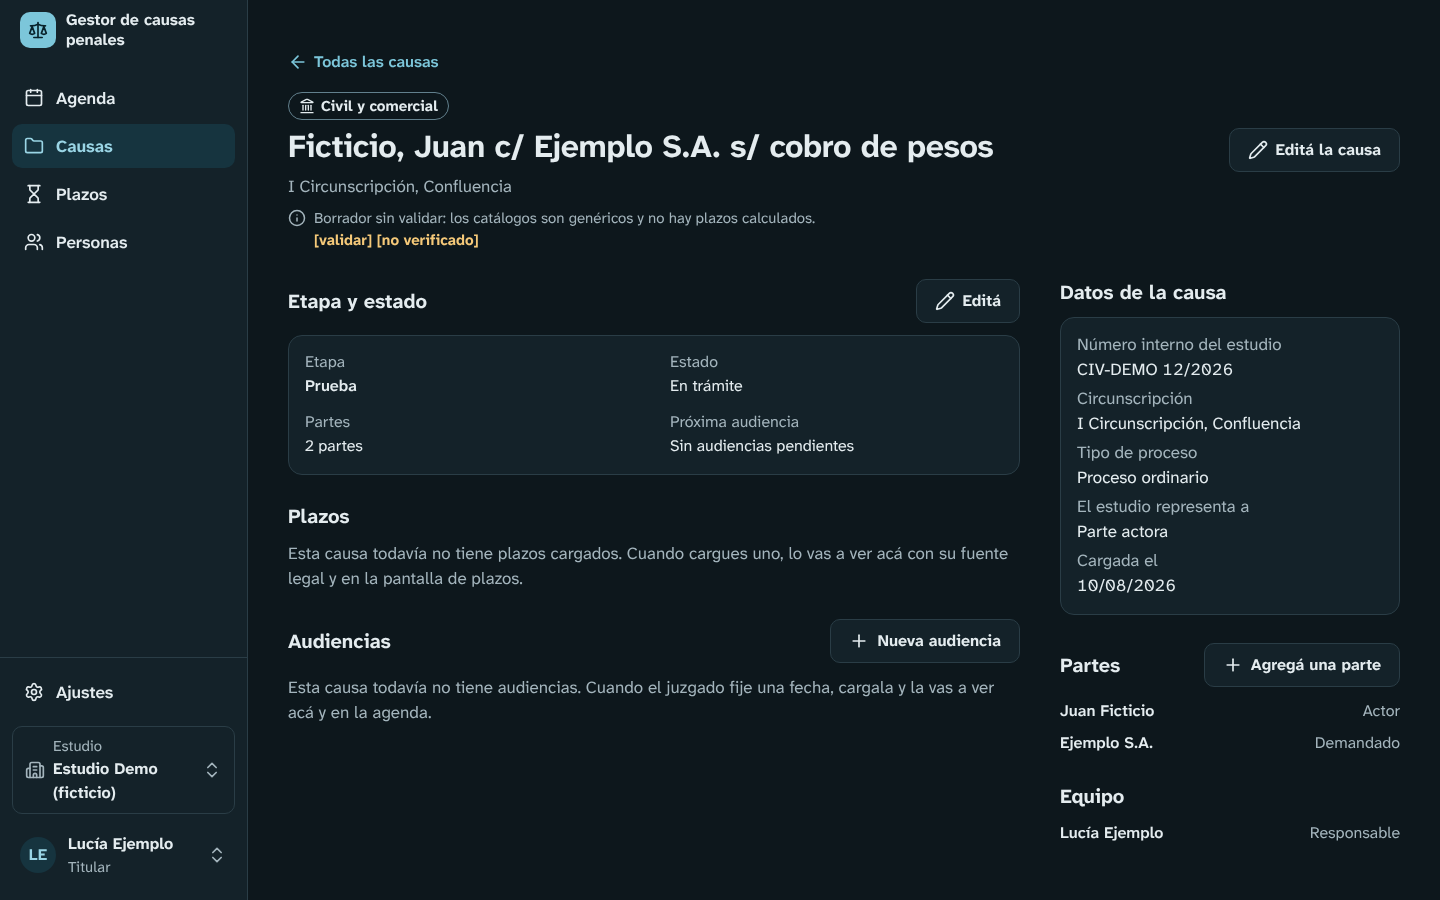 Gestor de causas
penales
Agenda
Causas
Plazos
Personas
Ajustes
Estudio
Estudio Demo
(ficticio)
LE
Lucía Ejemplo
Titular
Todas las causas
Civil y comercial
Ficticio, Juan c/ Ejemplo S.A. s/ cobro de pesos
Editá la causa
I Circunscripción, Confluencia
Borrador sin validar: los catálogos son genéricos y no hay plazos calculados.
[validar] [no verificado]
Etapa y estado
Editá
Etapa
Prueba
Estado
En trámite
Partes
2 partes
Próxima audiencia
Sin audiencias pendientes
Plazos
Esta causa todavía no tiene plazos cargados. Cuando cargues uno, lo vas a ver acá con su fuente
legal y en la pantalla de plazos.
Audiencias
Nueva audiencia
Esta causa todavía no tiene audiencias. Cuando el juzgado fije una fecha, cargala y la vas a ver
acá y en la agenda.
Datos de la causa
Número interno del estudio
CIV-DEMO 12/2026
Circunscripción
I Circunscripción, Confluencia
Tipo de proceso
Proceso ordinario
El estudio representa a
Parte actora
Cargada el
10/08/2026
Partes
Agregá una parte
Juan Ficticio
Actor
Ejemplo S.A.
Demandado
Equipo
Lucía Ejemplo
Responsable